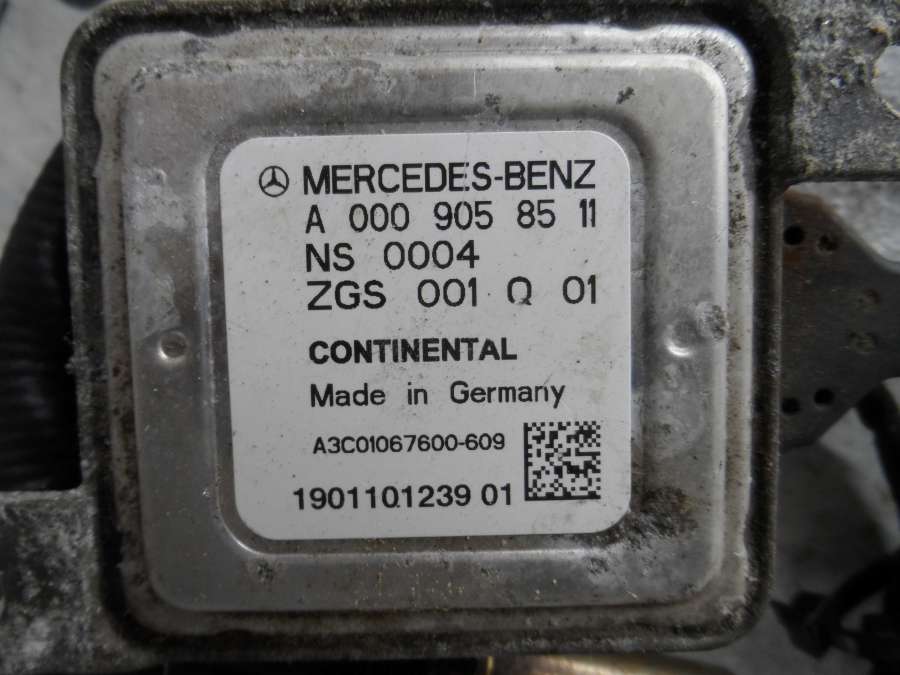 MERCEDES-BENZ
A 000 905 85 11
NS 0004
ZGS 001 Q 01
CONTINENTAL
Made in Germany
A3C01067600-609
1901101239 01